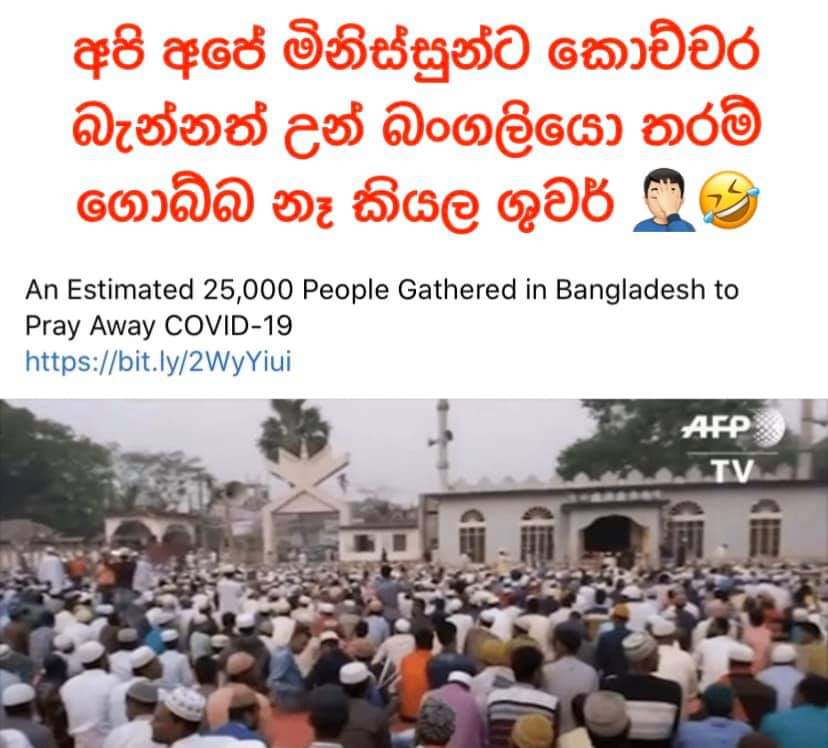 අපි අපේ මිනිස්සුන්ට කොච්චර
බැන්නත් උන් බංගලියො තරම්
ගොබ්බ නෑ කියල ශුවර් 🤦🏻‍♂️🤣
An Estimated 25,000 People Gathered in Bangladesh to
Pray Away COVID-19
https://bit.ly/2WyYiui
AFP
TV